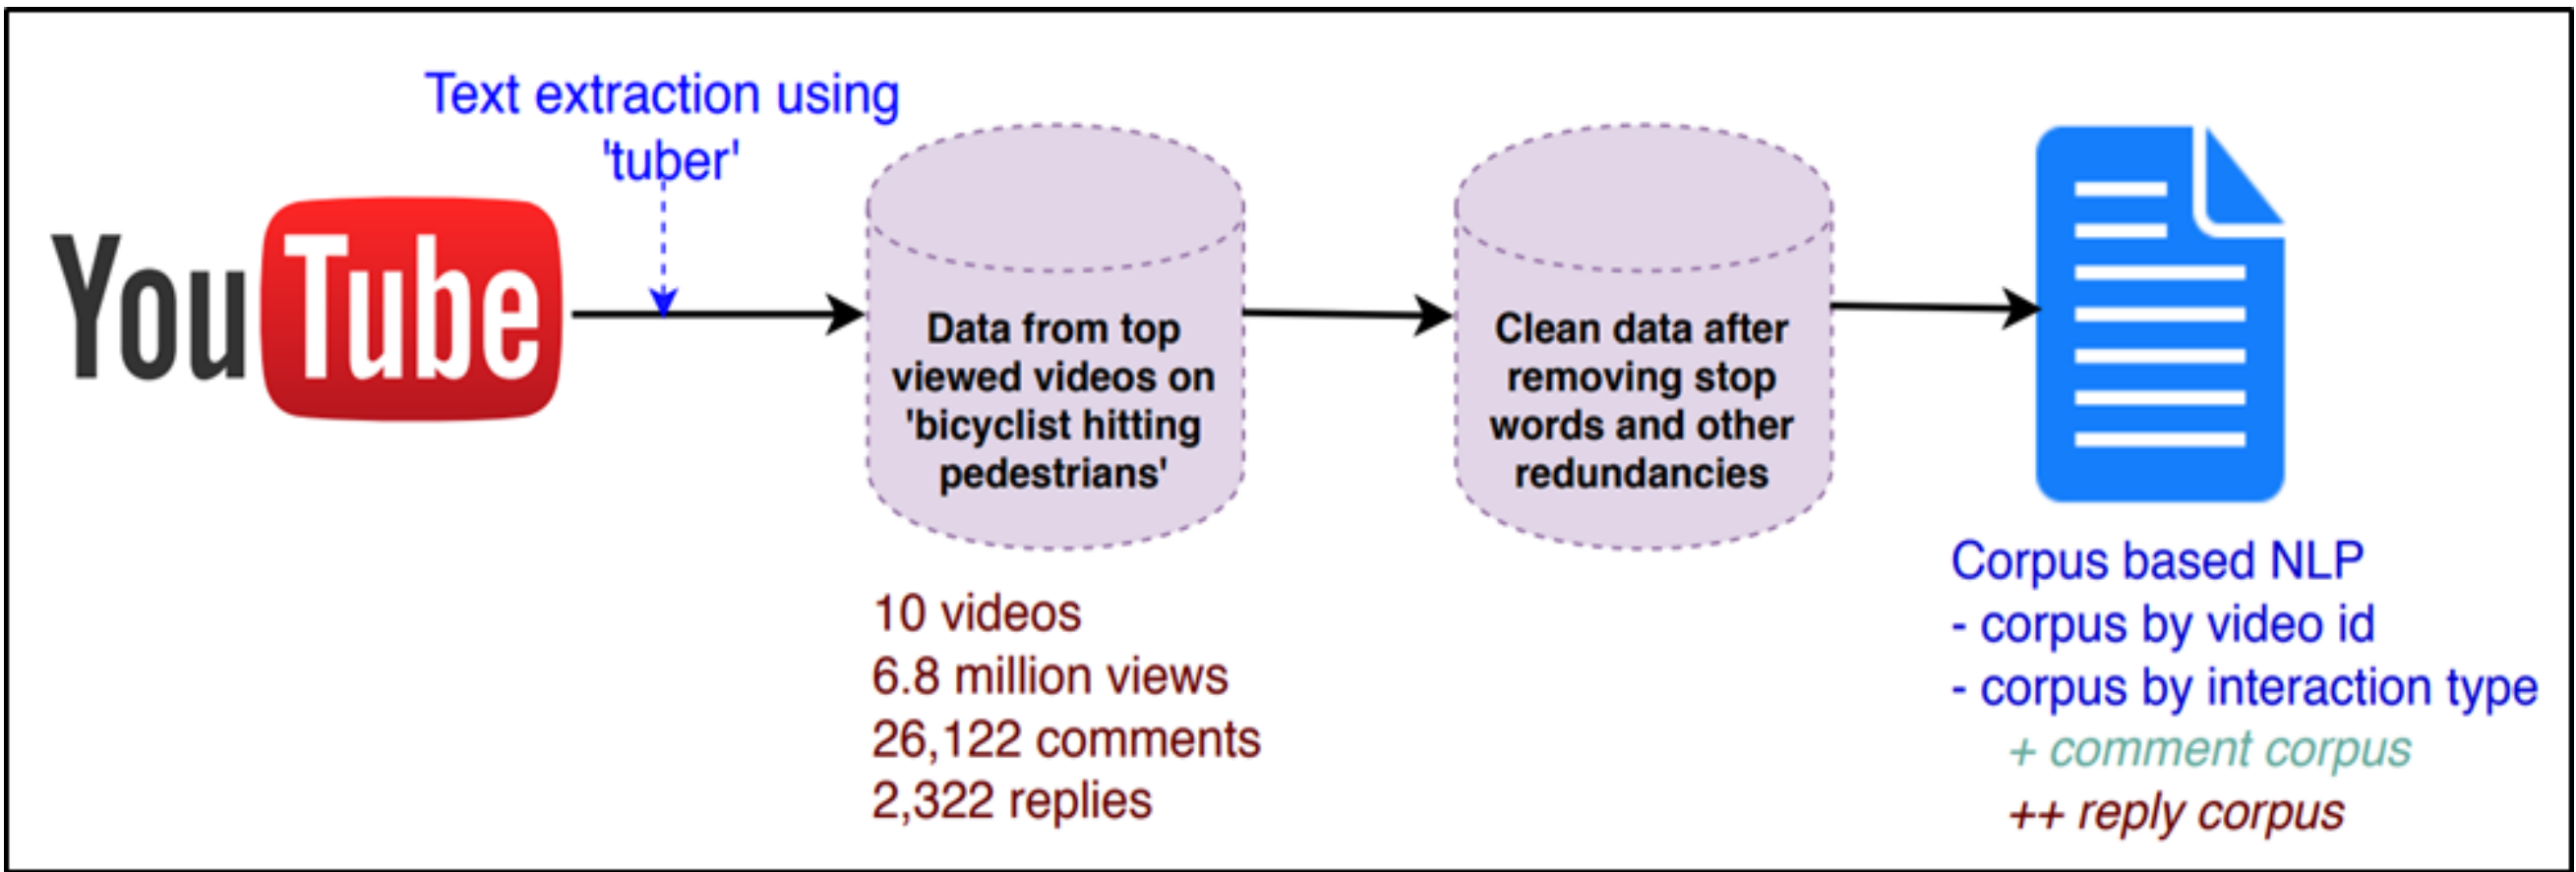 Text extraction using
'tuber'
YouTube
Data from top
viewed videos on
'bicyclist hitting
pedestrians'
10 videos
6.8 million views
26,122 comments
2,322 replies
Clean data after
removing stop
words and other
redundancies
Corpus based NLP
- corpus by video id
- corpus by interaction type
+ comment corpus
++ reply corpus